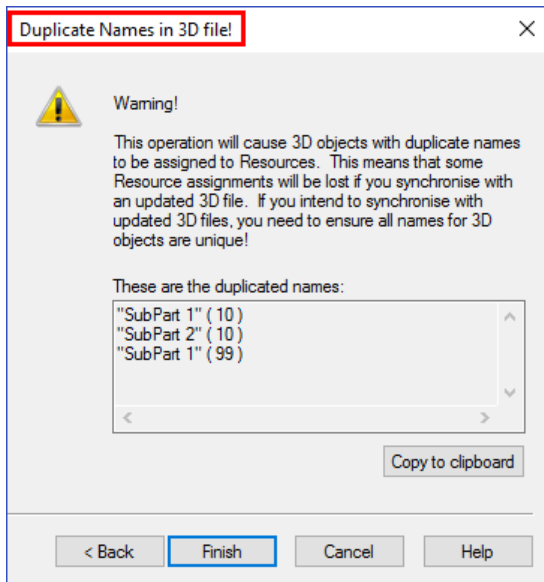 Duplicate Names in 3D file!
Warning!
This operation will cause 3D objects with duplicate names
to be assigned to Resources.  This means that some
Resource assignments will be lost if you synchronise with
an updated 3D file.  If you intend to synchronise with
updated 3D files, you need to ensure all names for 3D
objects are unique!
These are the duplicated names:
"SubPart 1" ( 10 )
"SubPart 2" ( 10 )
"SubPart 1" ( 99 )
Copy to clipboard
< Back
Finish
Cancel
Help